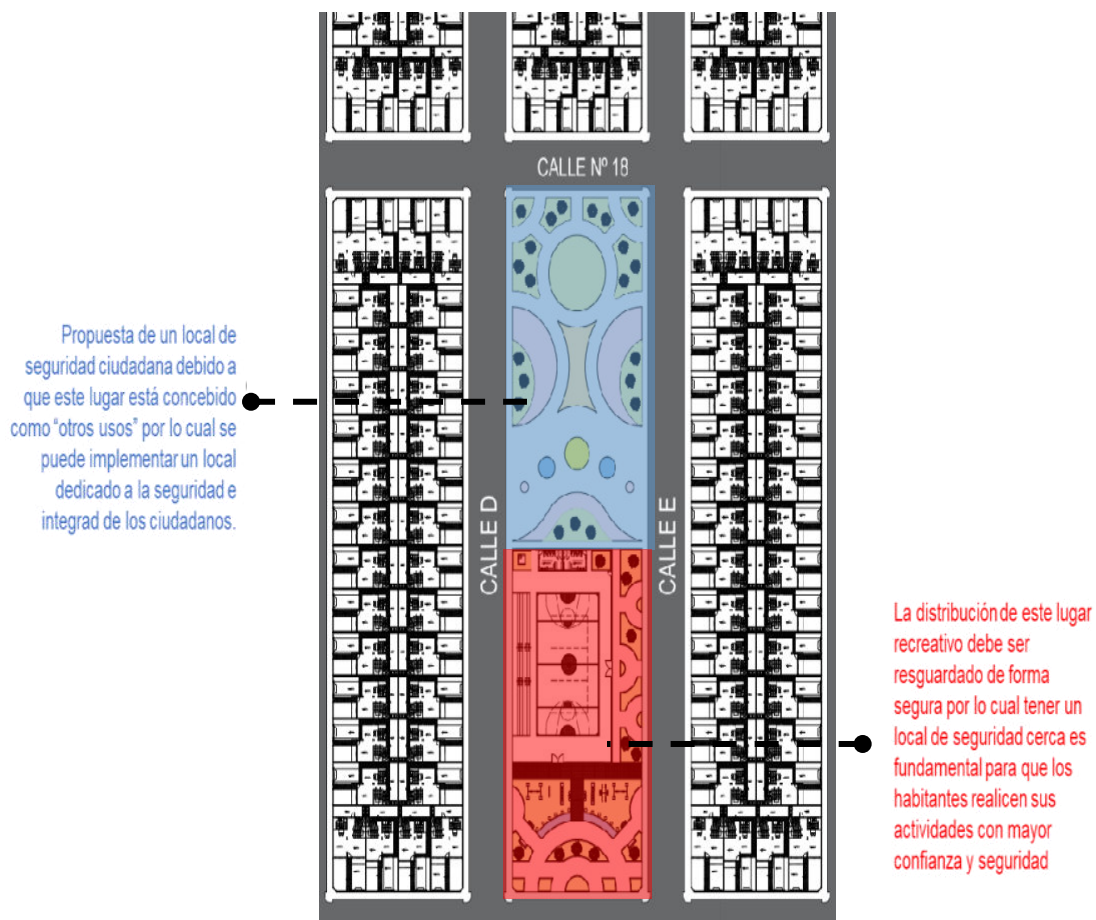 CALLE Nº 18
Propuesta de un local de
seguridad ciudadana debido a
que este lugar está concebido
como “otros usos” por lo cual se
puede implementar un local
dedicado a la seguridad e
integrad de los ciudadanos.
CALLE D
CALLE E
La distribución de este lugar
recreativo debe ser
resguardado de forma
segura por lo cual tener un
local de seguridad cerca es
fundamental para que los
habitantes realicen sus
actividades con mayor
confianza y seguridad